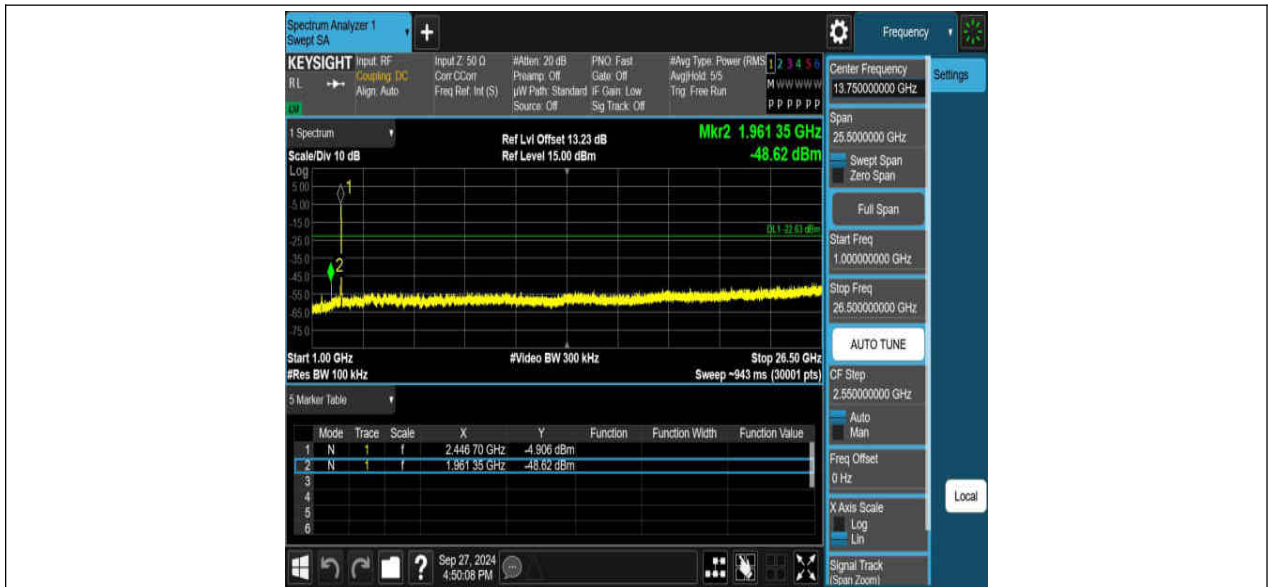 Spectrum Analyzer 1
Swept SA
+
Frequency
KEYSIGHT Input: RF Input Z: 50 Ω #Atten: 20 dB PNO: Fast #Avg Type: Power (RMS 1 2 3 4 5 6
RL Coupling: DC Corr CCorr Preamp: Off Gate: Off Avg|Hold: 5/5 M W W W W W
Align: Auto Freq Ref: Int (S) µW Path: Standard IF Gain: Low Trig: Free Run
Source: Off Sig Track: Off P P P P P P
Center Frequency
13.750000000 GHz
Settings
1 Spectrum
Ref Lvl Offset 13.23 dB
Mkr2 1.961 35 GHz
Scale/Div 10 dB
Ref Level 15.00 dBm
-48.62 dBm
Span
25.5000000 GHz
Swept Span
Zero Span
Full Span
Start Freq
1.000000000 GHz
Stop Freq
26.500000000 GHz
AUTO TUNE
CF Step
2.550000000 GHz
Auto
Man
Freq Offset
0 Hz
X Axis Scale
Log
Lin
Signal Track
(Span Zoom)
Local
Log
5.00
-5.00
-15.0
-25.0
-35.0
-45.0
-55.0
-65.0
-75.0
1
2
DL1 -22.63 dBm
Start 1.00 GHz #Video BW 300 kHz Stop 26.50 GHz
#Res BW 100 kHz Sweep ~943 ms (30001 pts)
5 Marker Table
Mode Trace Scale X Y Function Function Width Function Value
1 N 1 f 2.446 70 GHz -4.906 dBm
2 N 1 f 1.961 35 GHz -48.62 dBm
3
4
5
6
?
Sep 27, 2024
4:50:08 PM